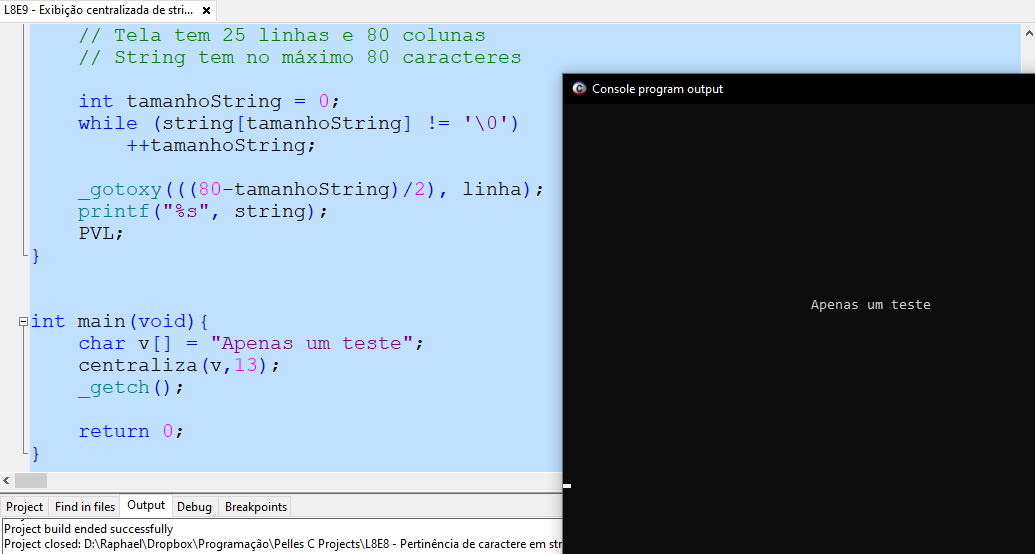 L8E9 - Exibição centralizada de stri... ×
// Tela tem 25 linhas e 80 colunas
// String tem no máximo 80 caracteres
int tamanhoString = 0;
while (string[tamanhoString] != '\0')
++tamanhoString;
_gotoxy(((80-tamanhoString)/2), linha);
printf("%s", string);
PVL;
}
int main(void){
char v[] = "Apenas um teste";
centraliza(v,13);
_getch();
return 0;
}
Console program output
Apenas um teste
Project Find in files Output Debug Breakpoints
Project build ended successfully
Project closed: D:\Raphael\Dropbox\Programação\Pelles C Projects\L8E8 - Pertinência de caractere em str